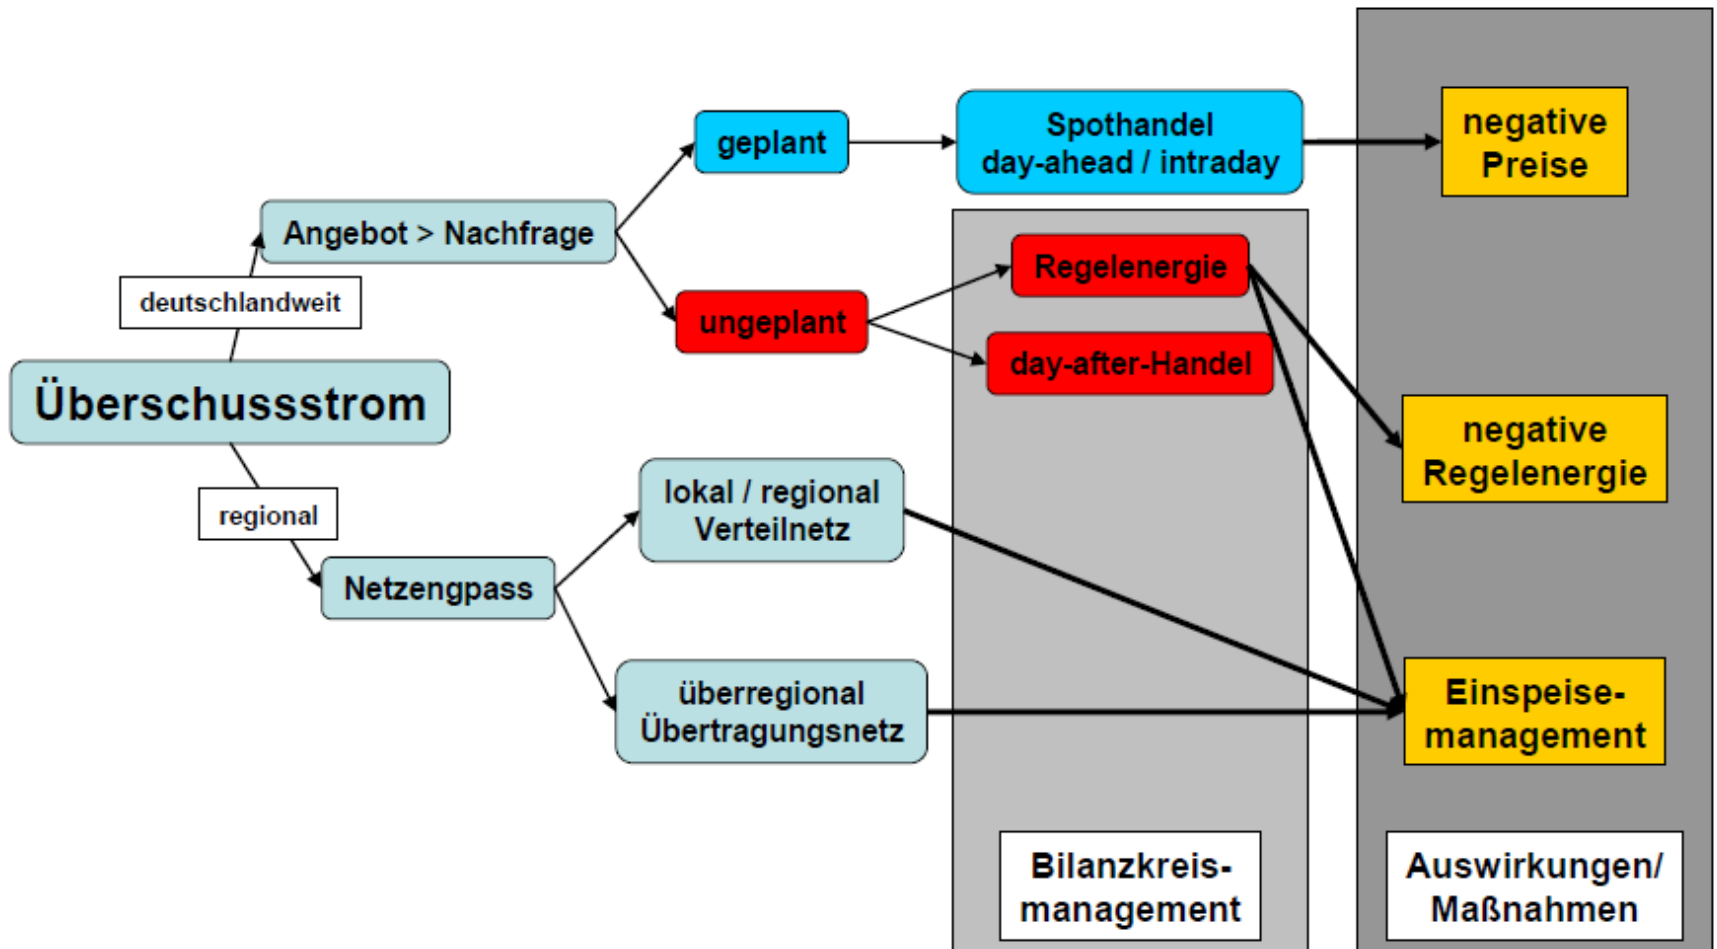 geplant
Spothandel
day-ahead / intraday
negative
Preise
Angebot > Nachfrage
deutschlandweit
ungeplant
Regelenergie
day-after-Handel
Überschussstrom
negative
Regelenergie
regional
lokal / regional
Verteilnetz
Netzengpass
überregional
Übertragungsnetz
Einspeise-
management
Bilanzkreis-
management
Auswirkungen/
Maßnahmen